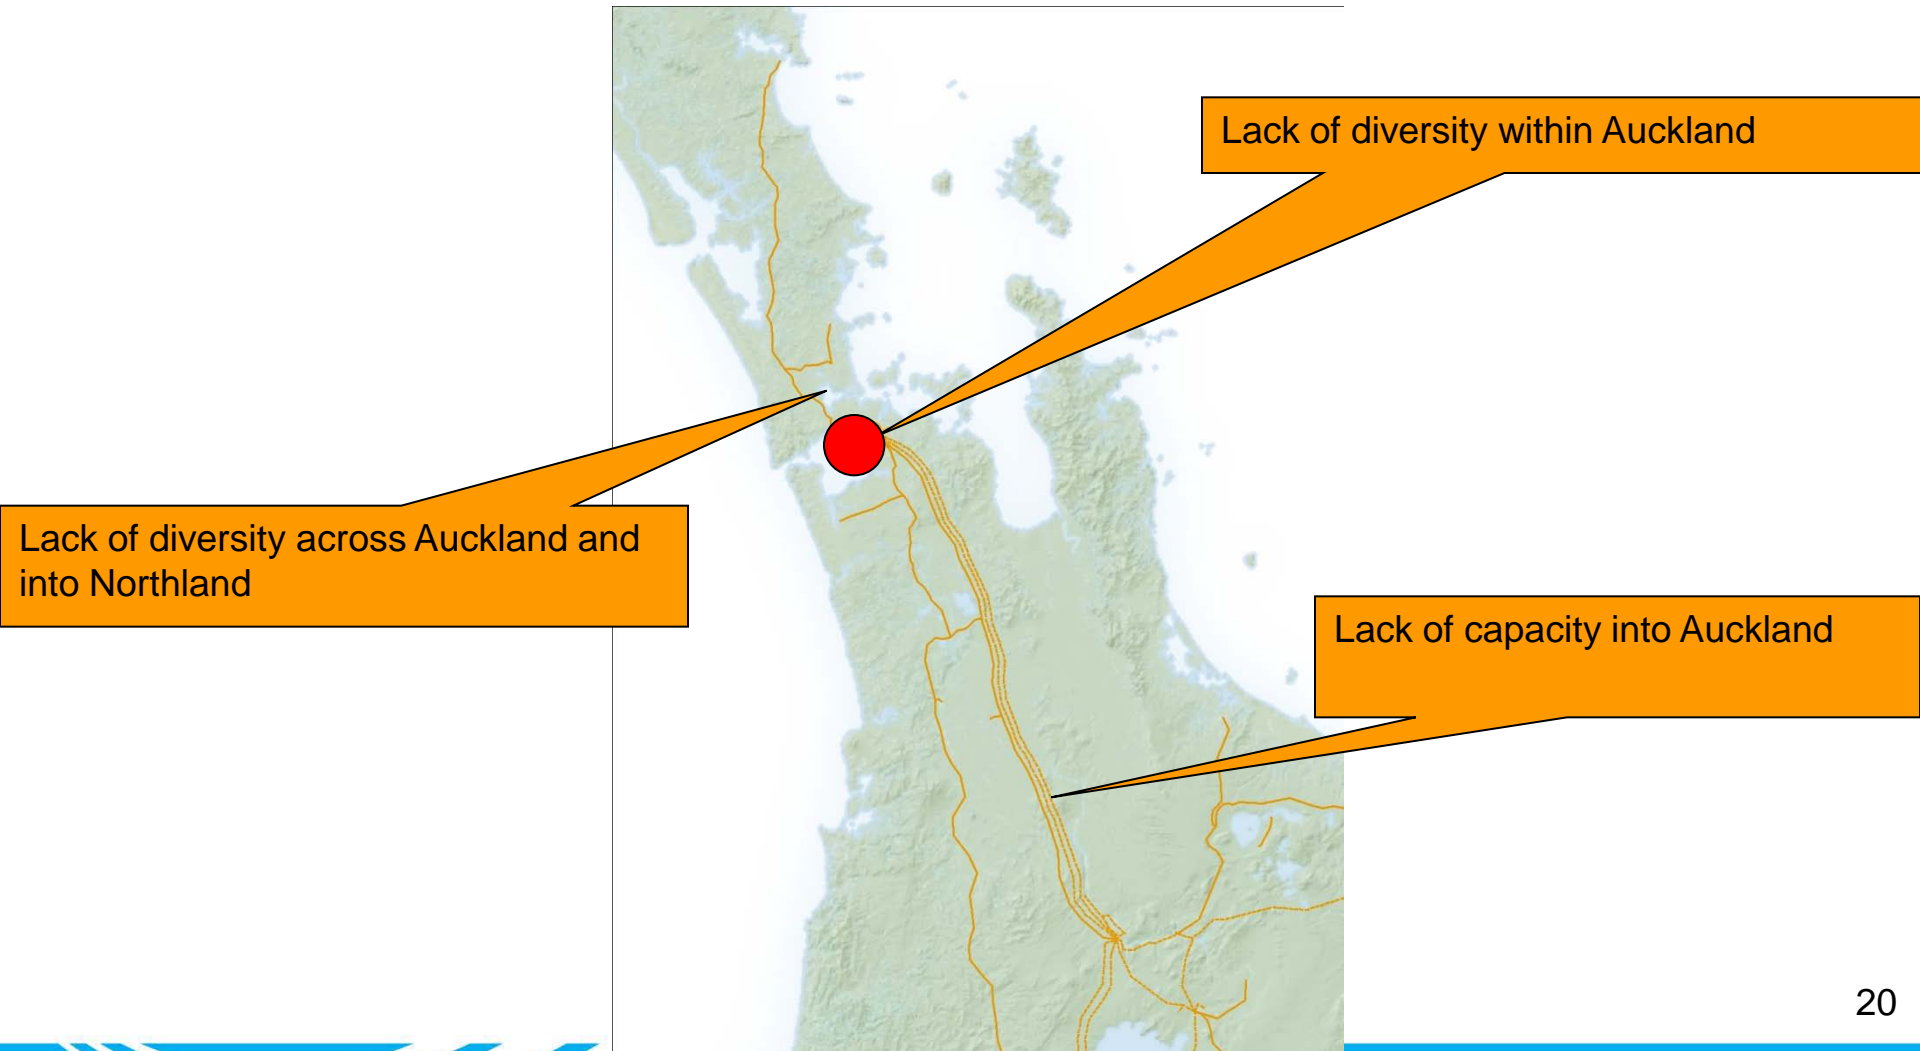 Lack of diversity within Auckland
Lack of diversity across Auckland and
into Northland
Lack of capacity into Auckland
20